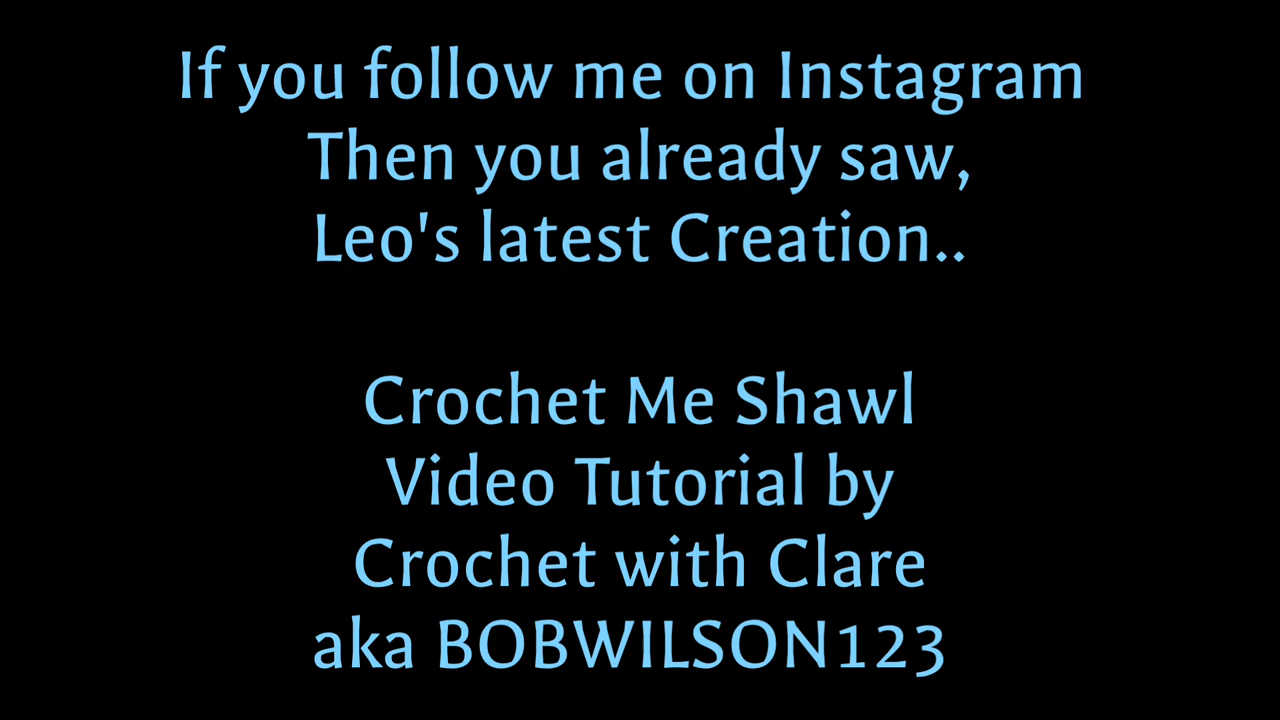 If you follow me on Instagram
Then you already saw,
Leo's latest Creation..
Crochet Me Shawl
Video Tutorial by
Crochet with Clare
aka BOBWILSON123